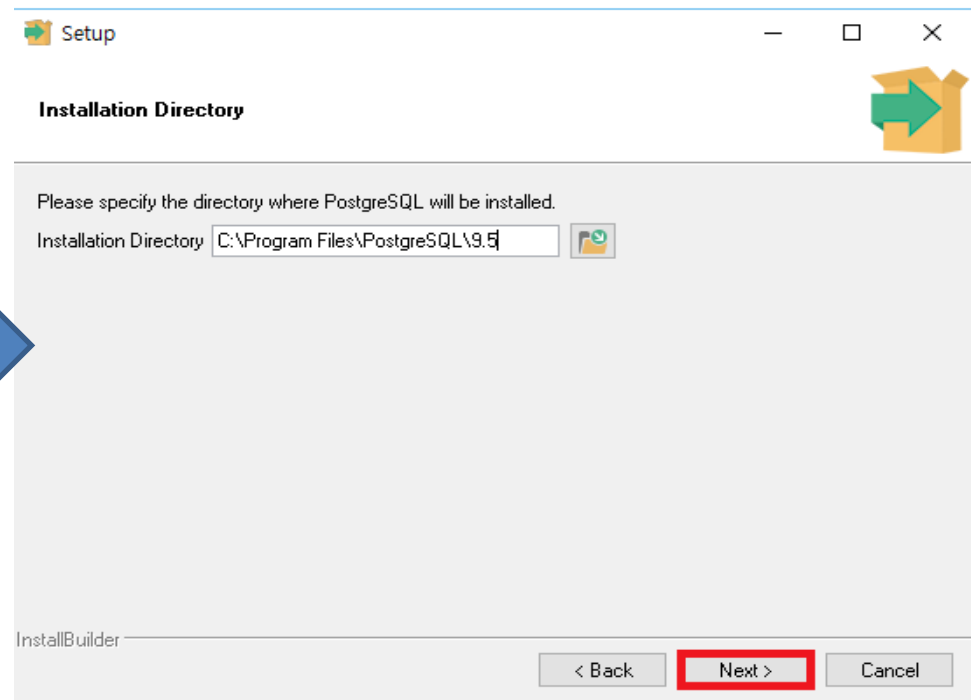 Setup
Installation Directory
Please specify the directory where PostgreSQL will be installed.
Installation Directory C:\Program Files\PostgreSQL\9.5
InstallBuilder
< Back Next > Cancel